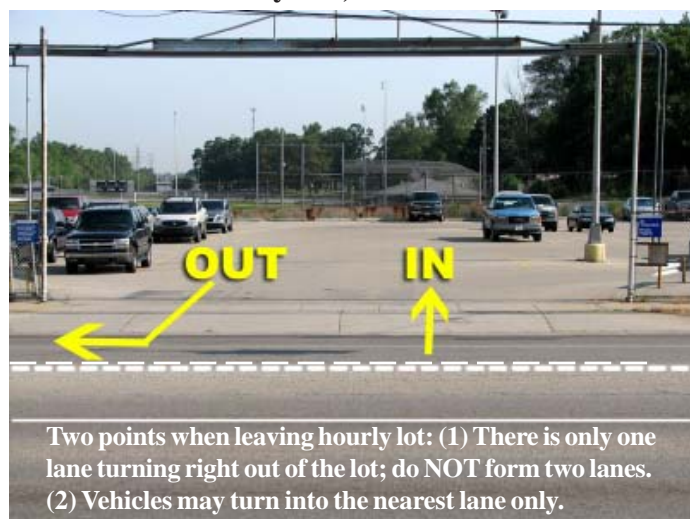 OUT
IN
Two points when leaving hourly lot: (1) There is only one
lane turning right out of the lot; do NOT form two lanes.
(2) Vehicles may turn into the nearest lane only.